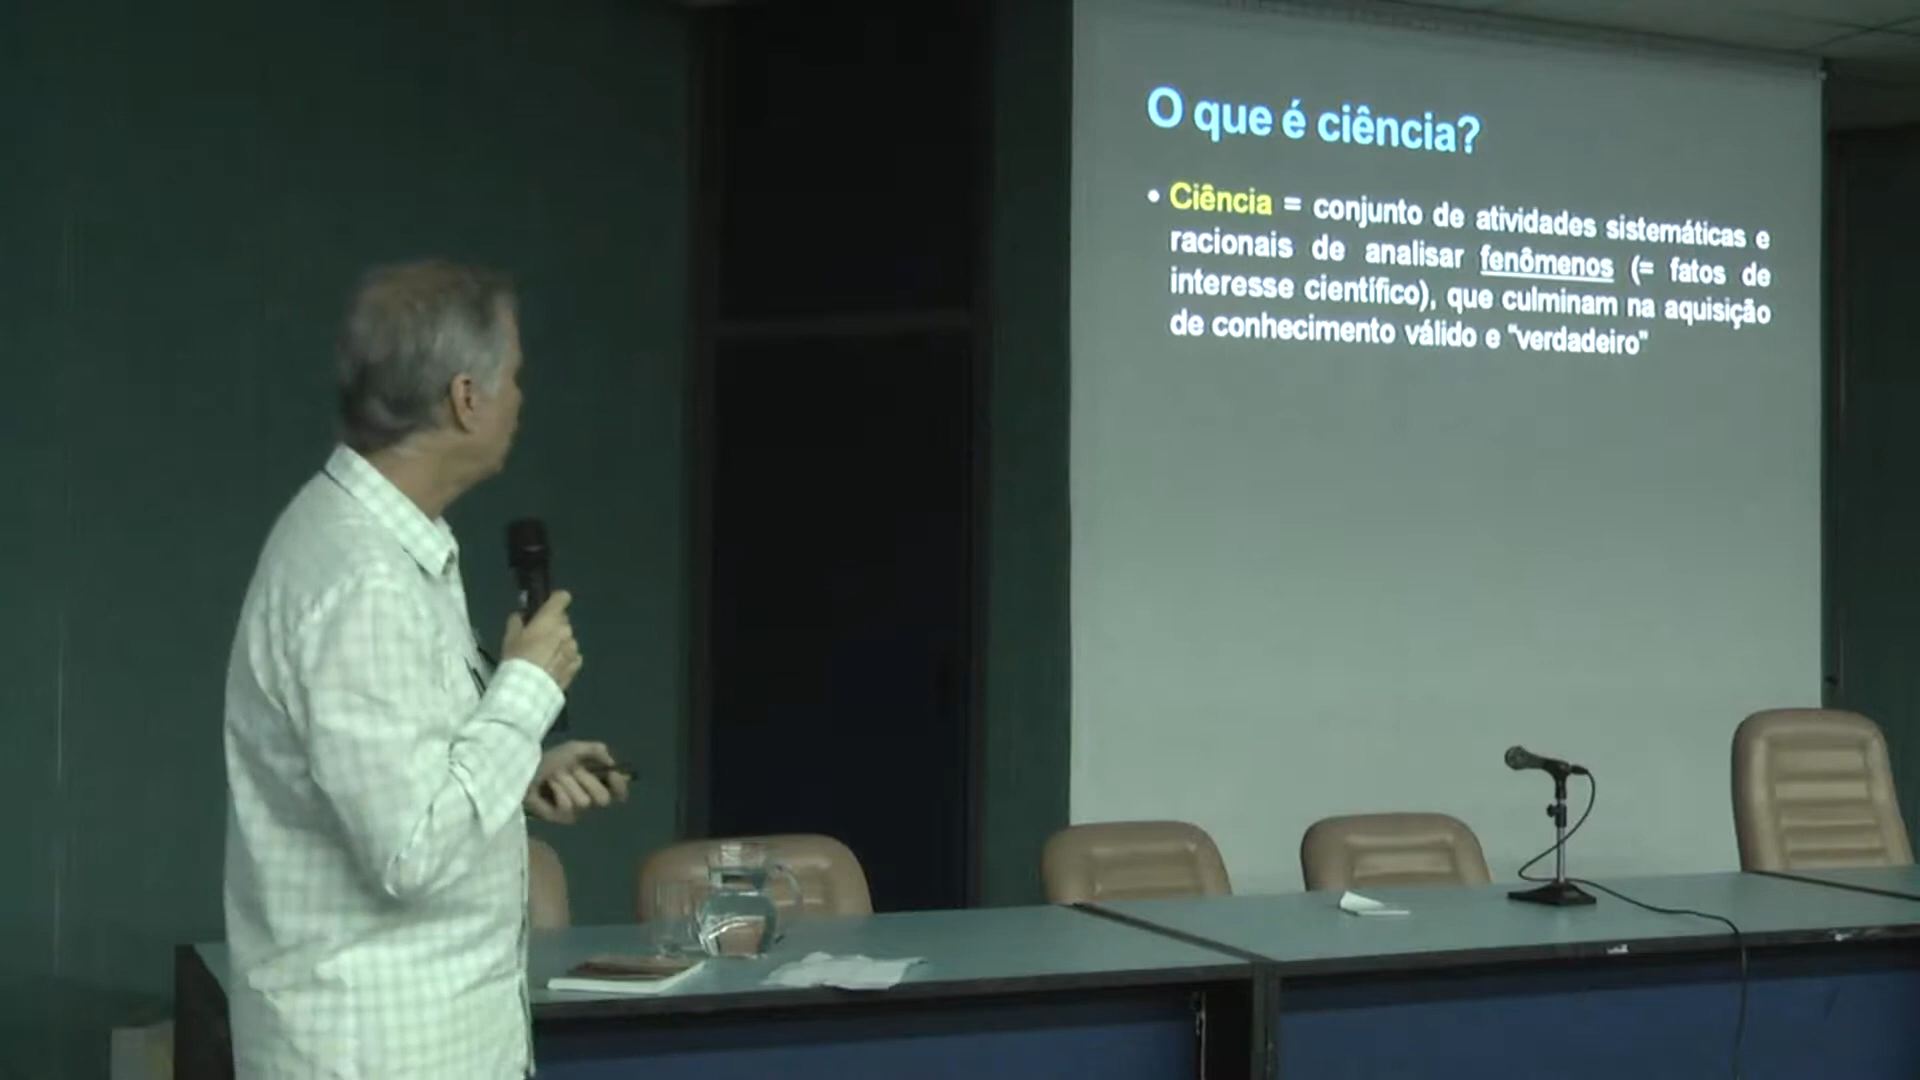 O que é ciência?
• Ciência = conjunto de atividades sistemáticas e
racionais de analisar fenômenos (= fatos de
interesse científico), que culminam na aquisição
de conhecimento válido e "verdadeiro"